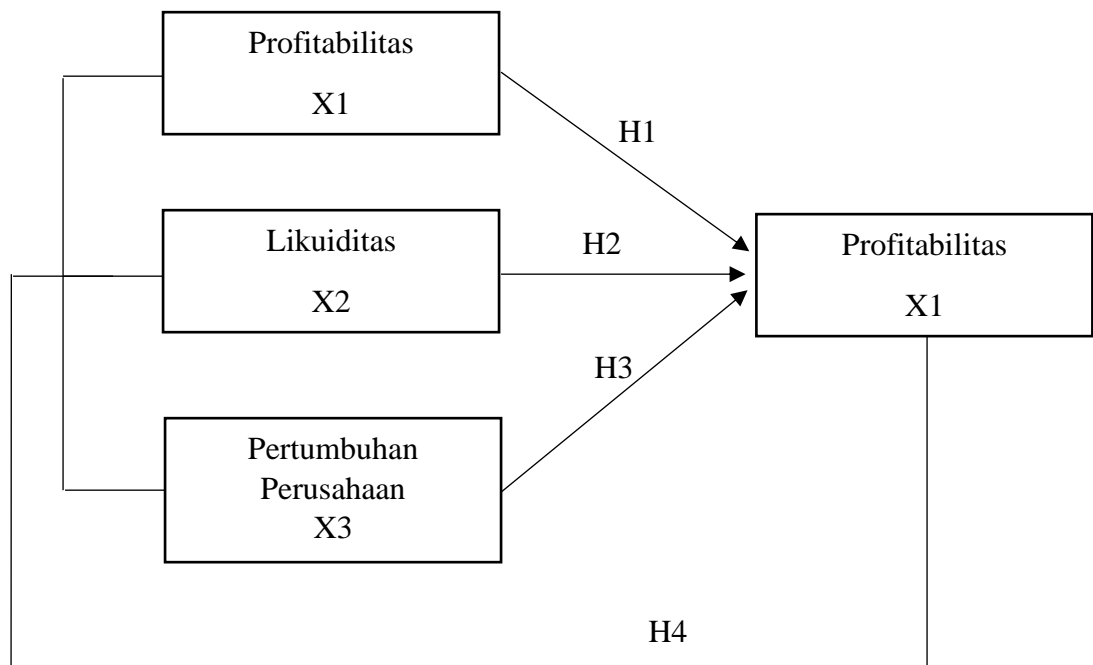 Profitabilitas
X1
H1
Likuiditas
X2
H2
Profitabilitas
X1
H3
Pertumbuhan
Perusahaan
X3
H4